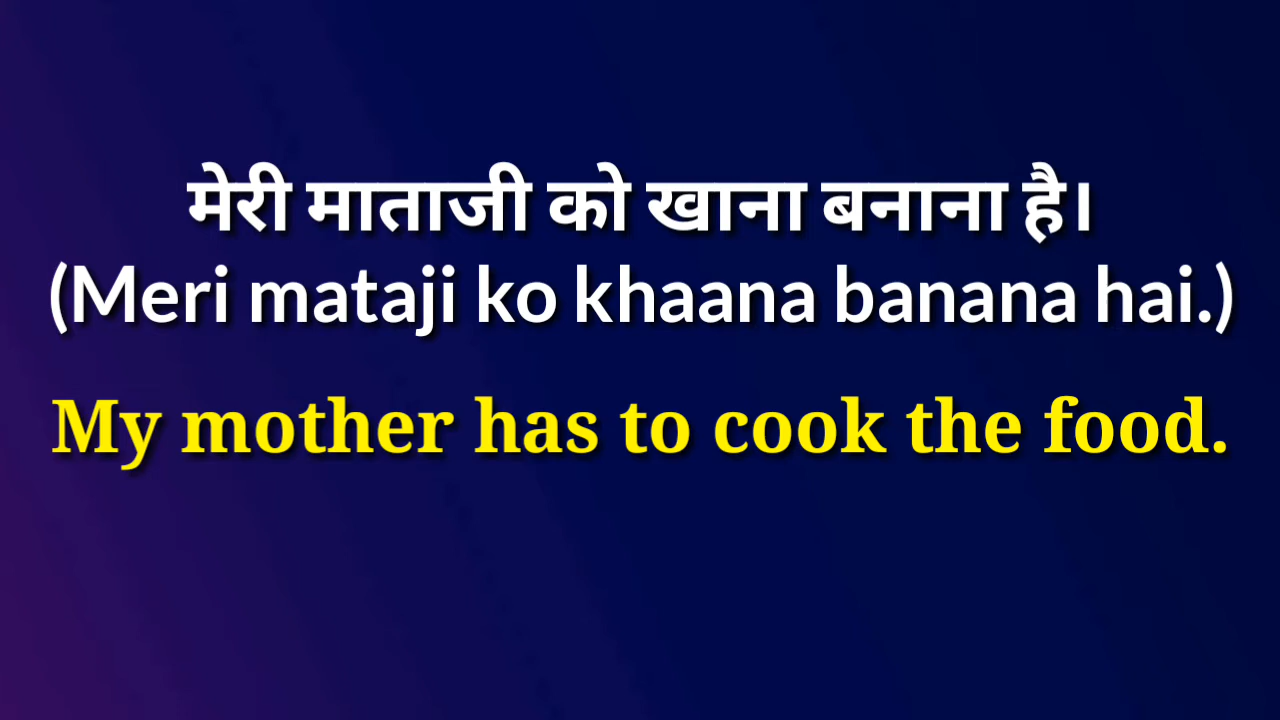 मेरी माताजी को खाना बनाना है।
(Meri mataji ko khaana banana hai.)
My mother has to cook the food.